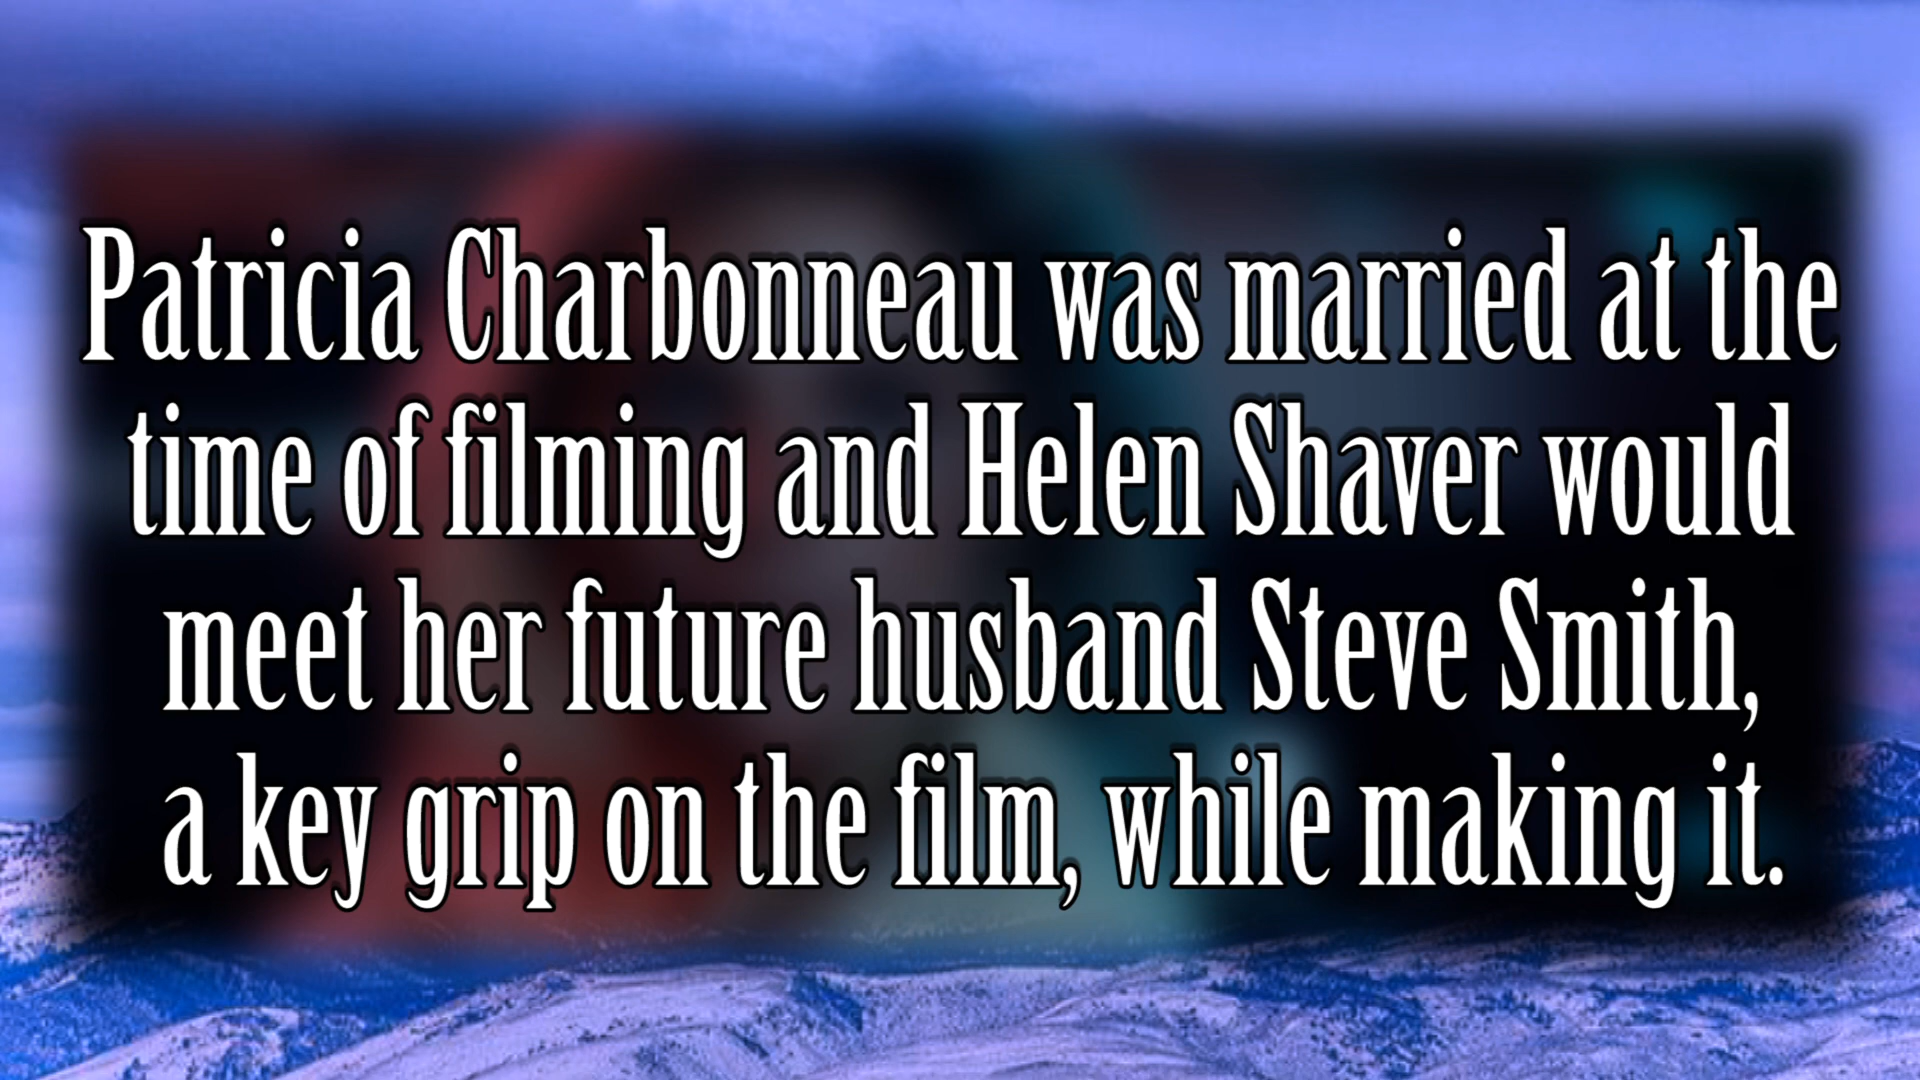 Patricia Charbonneau was married at the
time of filming and Helen Shaver would
meet her future husband Steve Smith,
a key grip on the film, while making it.